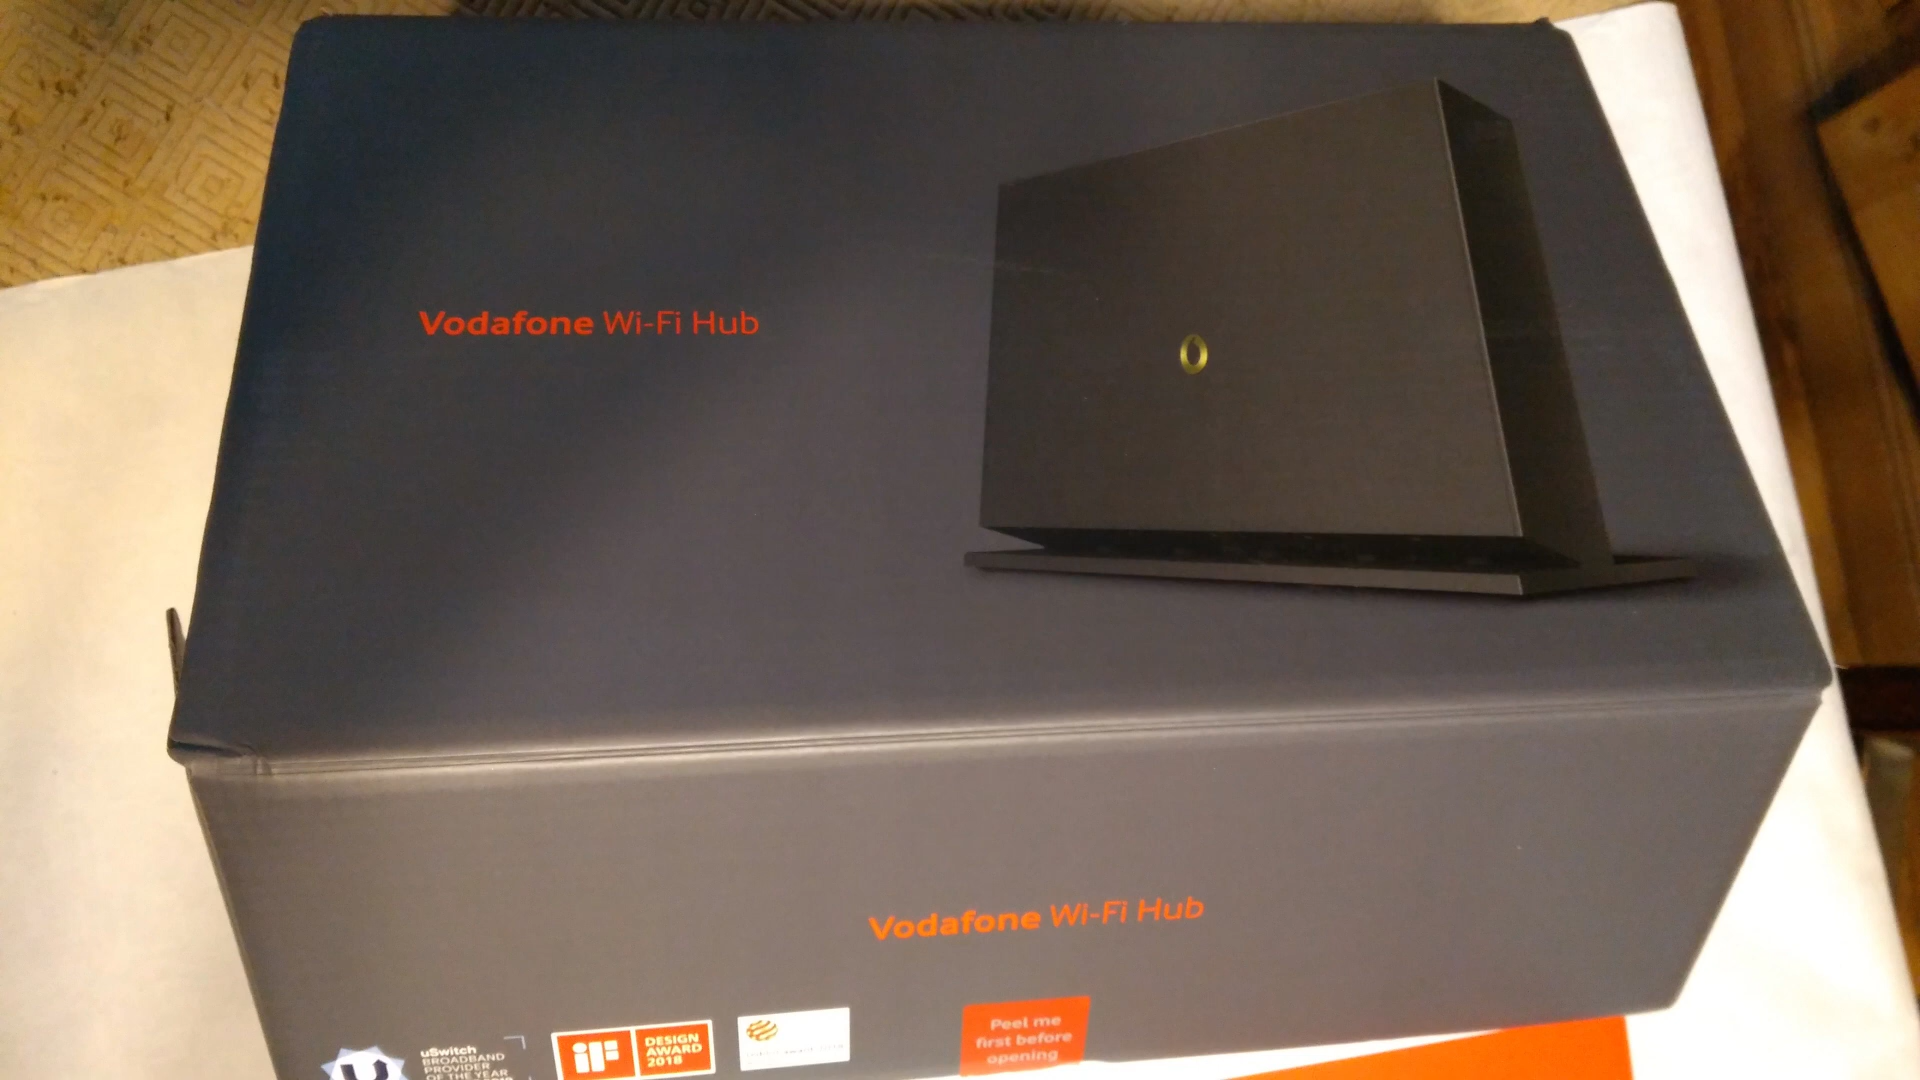 Vodafone Wi-Fi Hub
Vodafone Wi-Fi Hub
uSwitch
BROADBAND
PROVIDER
OF THE YEAR
iF
DESIGN
AWARD
2018
Peel me
first before
opening